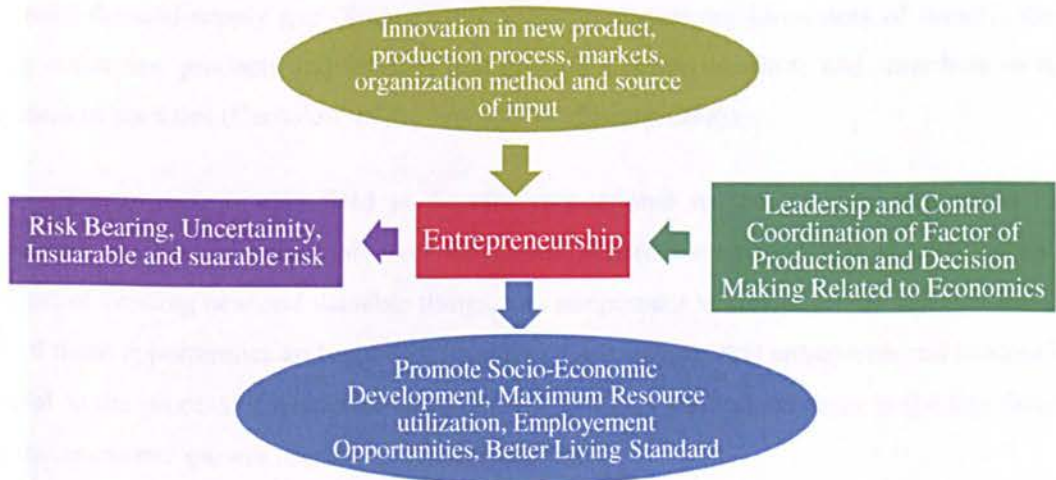 Innovation in new product,
production process, markets,
organization method and source
of input
Risk Bearing, Uncertainity,
Insuarable and suarable risk
Entrepreneurship
Leadersip and Control
Coordination of Factor of
Production and Decision
Making Related to Economics
Promote Socio-Economic
Development, Maximum Resource
utilization, Employement
Opportunities, Better Living Standard